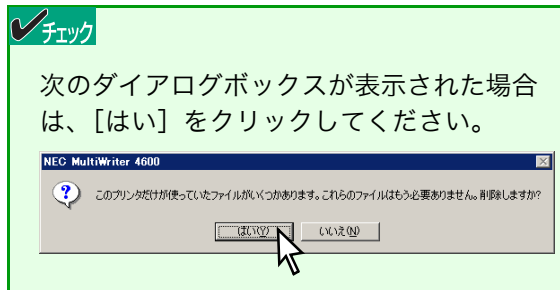 チェック
次のダイアログボックスが表示された場合
は、[はい]をクリックしてください。
NEC MultiWriter 4600
このプリンタだけが使っていたファイルがいくつかあります。これらのファイルはもう必要ありません。削除しますか?
はい(Y)
いいえ(N)